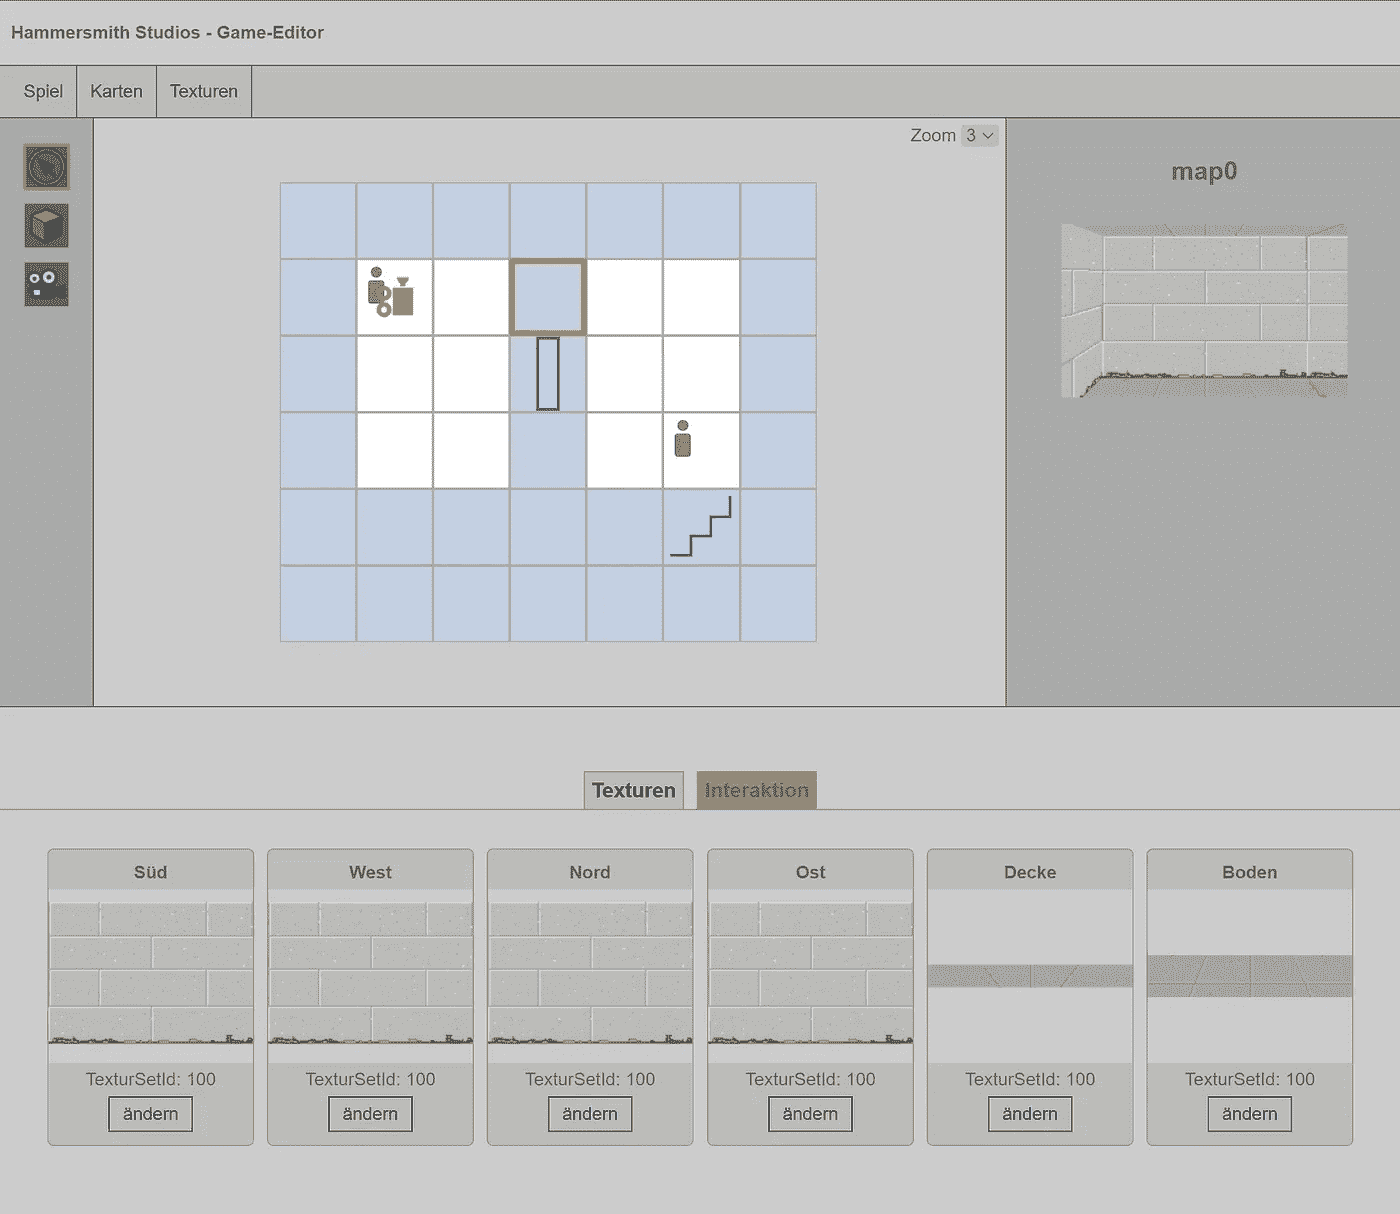 Hammersmith Studios - Game-Editor
Spiel Karten Texturen
Zoom 3
map0
Texturen Interaktion
Süd West Nord Ost Decke Boden
TexturSetId: 100 TexturSetId: 100 TexturSetId: 100 TexturSetId: 100 TexturSetId: 100 TexturSetId: 100
ändern ändern ändern ändern ändern ändern